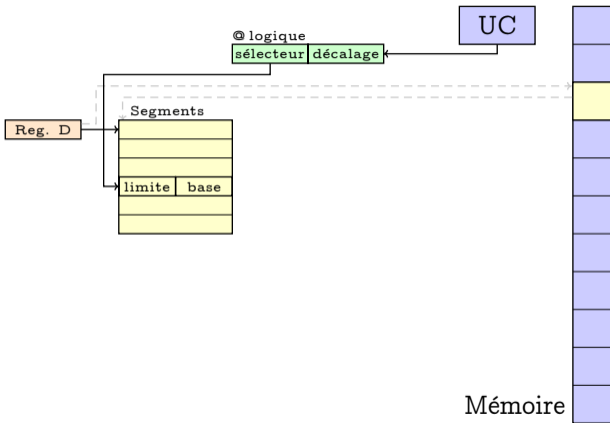 UC
@ logique
sélecteur décalage
Segments
Reg. D
limite base
Mémoire